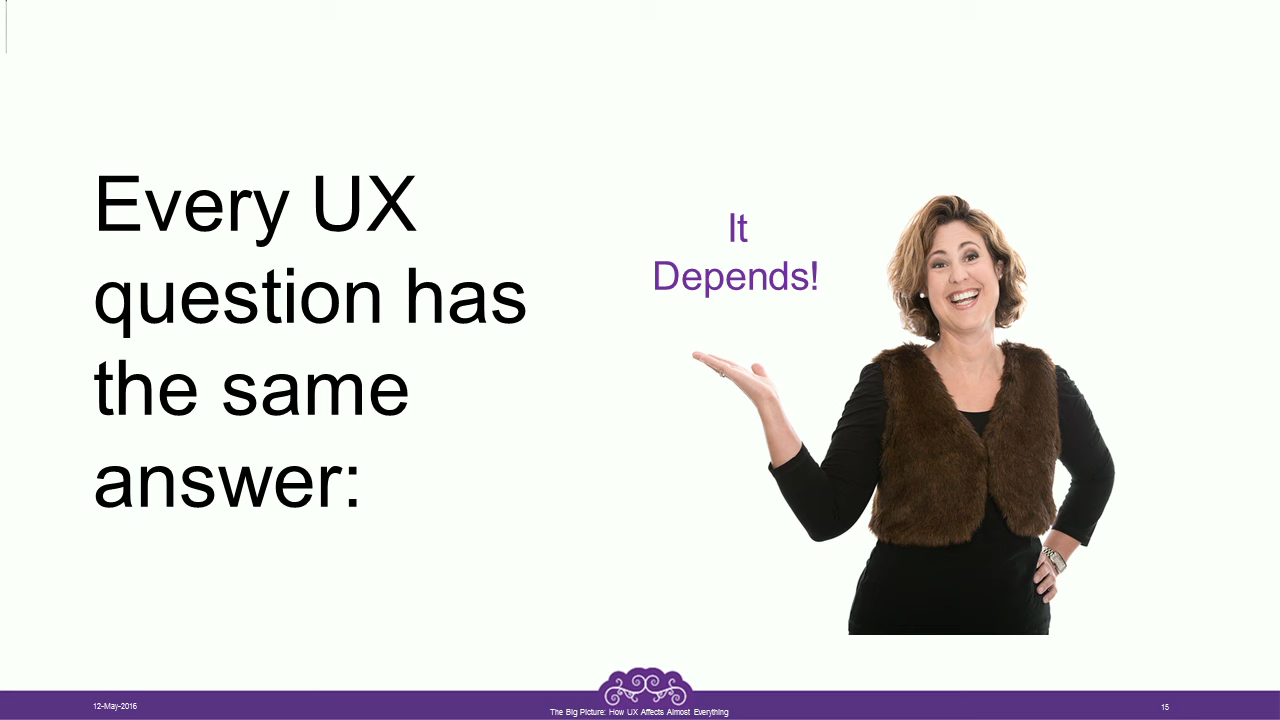 Every UX
question has
the same
answer:
It
Depends!
12-May-2016
The Big Picture: How UX Affects Almost Everything
15